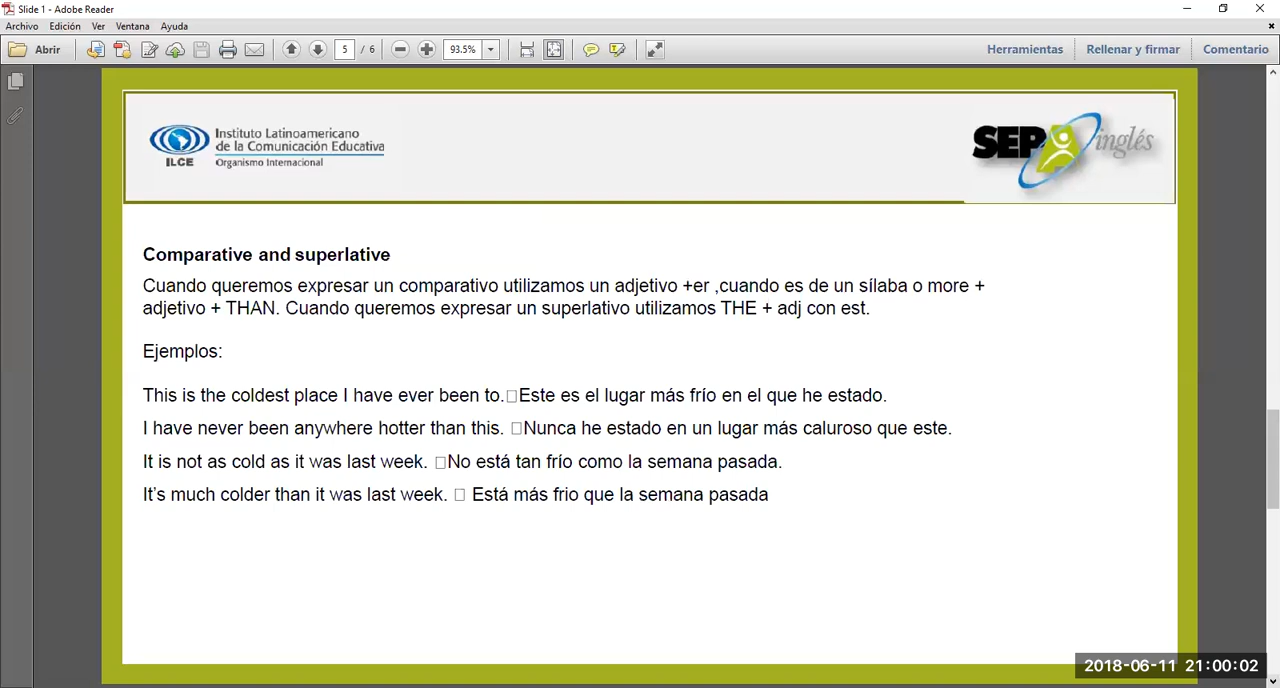 Slide 1 - Adobe Reader
Archivo Edición Ver Ventana Ayuda
Abrir 5 / 6 93.5% Herramientas Rellenar y firmar Comentario
Instituto Latinoamericano
de la Comunicación Educativa
ILCE Organismo Internacional
SEP inglés
Comparative and superlative
Cuando queremos expresar un comparativo utilizamos un adjetivo +er ,cuando es de un sílaba o more +
adjetivo + THAN. Cuando queremos expresar un superlativo utilizamos THE + adj con est.
Ejemplos:
This is the coldest place I have ever been to.□Este es el lugar más frío en el que he estado.
I have never been anywhere hotter than this. □Nunca he estado en un lugar más caluroso que este.
It is not as cold as it was last week. □No está tan frío como la semana pasada.
It's much colder than it was last week. □ Está más frio que la semana pasada
2018-06-11 21:00:02